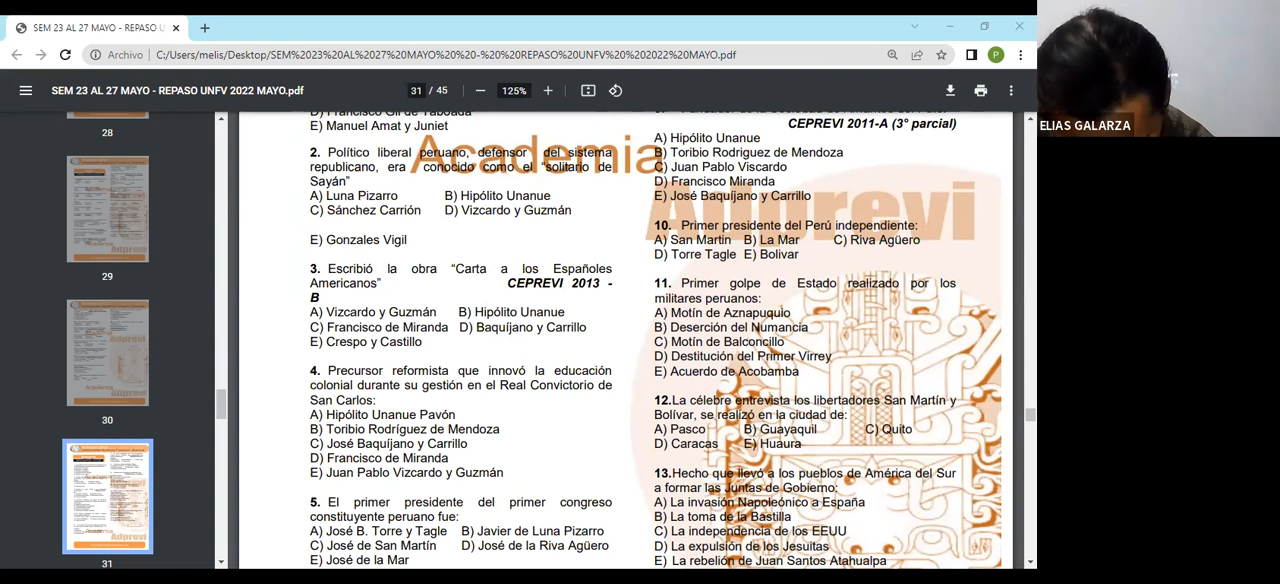 SEM 23 AL 27 MAYO - REPASO U
Archivo | C:/Users/melis/Desktop/SEM%2023%20AL%2027%20MAYO%20%20-%20%20REPASO%20UNFV%20%202022%20MAYO.pdf
P
SEM 23 AL 27 MAYO - REPASO UNFV 2022 MAYO.pdf
31 / 45
125%
ELIAS GALARZA
28
29
30
31
E) Manuel Amat y Juniet
Academia
Adprevi
2. Político liberal peruano, defensor del sistema
republicano, era conocido como el "solitario de
Sayán"
A) Luna Pizarro B) Hipólito Unanue
C) Sánchez Carrión D) Vizcardo y Guzmán
E) Gonzales Vigil
3. Escribió la obra "Carta a los Españoles
Americanos" CEPREVI 2013 -
B
A) Vizcardo y Guzmán B) Hipólito Unanue
C) Francisco de Miranda D) Baquíjano y Carrillo
E) Crespo y Castillo
4. Precursor reformista que innovó la educación
colonial durante su gestión en el Real Convictorio de
San Carlos:
A) Hipólito Unanue Pavón
B) Toribio Rodríguez de Mendoza
C) José Baquíjano y Carrillo
D) Francisco de Miranda
E) Juan Pablo Vizcardo y Guzmán
5. El primer presidente del primer congreso
constituyente peruano fue:
A) José B. Torre y Tagle B) Javier de Luna Pizarro
C) José de San Martín D) José de la Riva Agüero
E) José de la Mar
CEPREVI 2011-A (3° parcial)
A) Hipólito Unanue
B) Toribio Rodriguez de Mendoza
C) Juan Pablo Viscardo
D) Francisco Miranda
E) José Baquíjano y Carrillo
10. Primer presidente del Perú independiente:
A) San Martin B) La Mar C) Riva Agüero
D) Torre Tagle E) Bolivar
11. Primer golpe de Estado realizado por los
militares peruanos:
A) Motín de Aznapuquio
B) Deserción del Numancia
C) Motín de Balconcillo
D) Destitución del Primer Virrey
E) Acuerdo de Acobamba
12.La célebre entrevista los libertadores San Martín y
Bolívar, se realizó en la ciudad de:
A) Pasco B) Guayaquil C) Quito
D) Caracas E) Huaura
13.Hecho que llevó a los pueblos de América del Sur
a formar las Juntas de Gobierno:
A) La invasión Napoleónica a España
B) La toma de la Bastilla
C) La independencia de los EEUU
D) La expulsión de los Jesuitas
E) La rebelión de Juan Santos Atahualpa